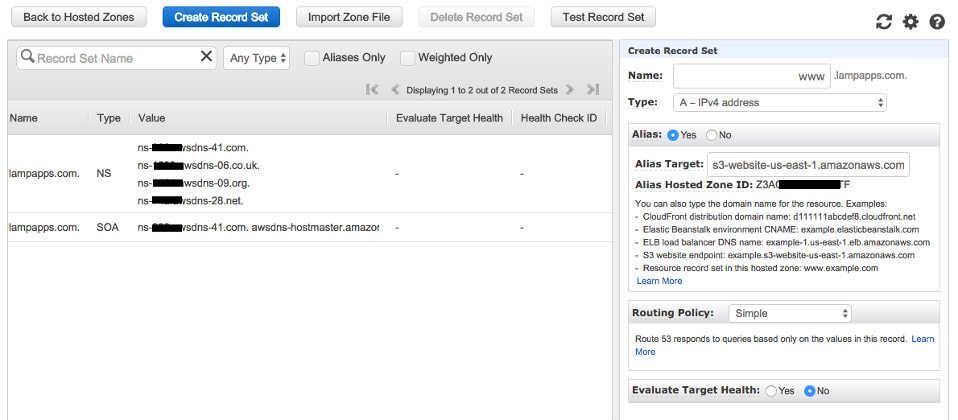 Back to Hosted Zones Create Record Set Import Zone File Delete Record Set Test Record Set
Record Set Name Any Type Aliases Only Weighted Only
Displaying 1 to 2 out of 2 Record Sets
Name Type Value Evaluate Target Health Health Check ID
lampapps.com. NS
ns- wsdns-41.com.
ns- wsdns-06.co.uk.
ns- wsdns-09.org.
ns- wsdns-28.net.
- -
lampapps.com. SOA ns- wsdns-41.com. awsdns-hostmaster.amazor - -
Create Record Set
Name: www .lampapps.com.
Type: A – IPv4 address
Alias: Yes No
Alias Target: s3-website-us-east-1.amazonaws.com
Alias Hosted Zone ID: Z3A TF
You can also type the domain name for the resource. Examples:
- CloudFront distribution domain name: d111111abcdef8.cloudfront.net
- Elastic Beanstalk environment CNAME: example.elasticbeanstalk.com
- ELB load balancer DNS name: example-1.us-east-1.elb.amazonaws.com
- S3 website endpoint: example.s3-website-us-east-1.amazonaws.com
- Resource record set in this hosted zone: www.example.com
Learn More
Routing Policy: Simple
Route 53 responds to queries based only on the values in this record. Learn
More
Evaluate Target Health: Yes No